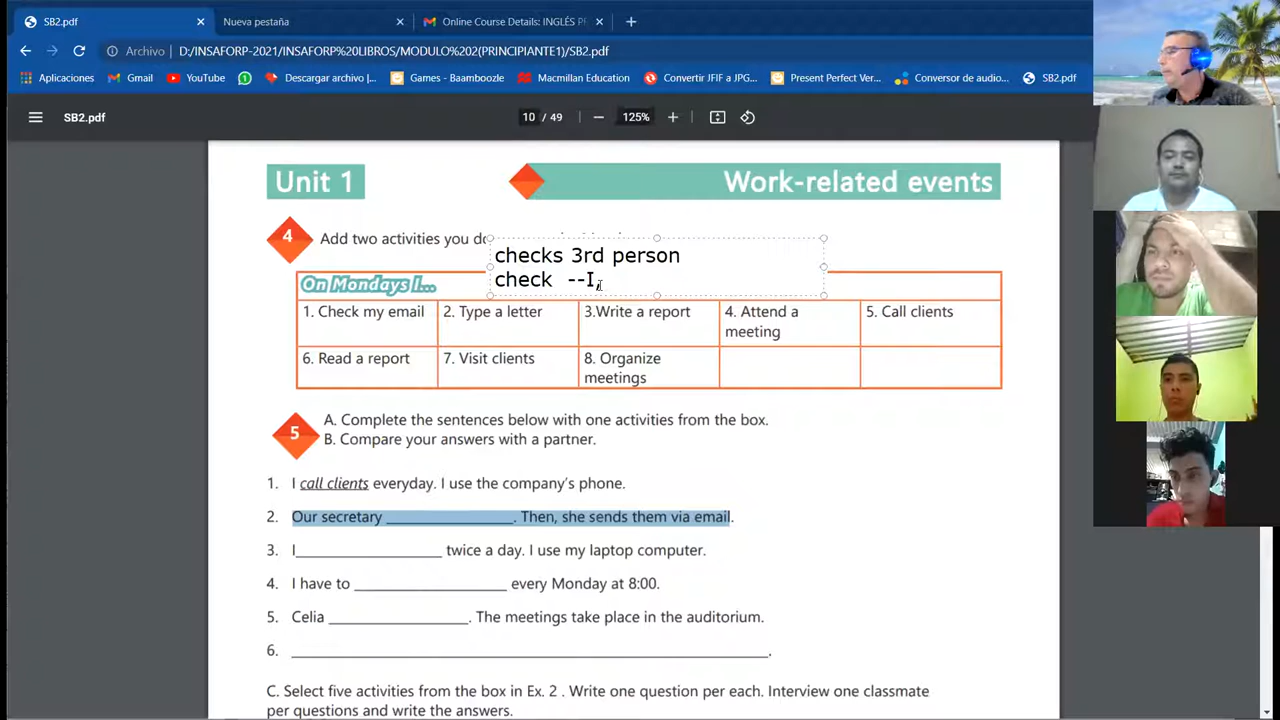 SB2.pdf
Nueva pestaña
Online Course Details: INGLÉS P
Archivo D:/INSAFORP-2021/INSAFORP%20LIBROS/MODULO%202(PRINCIPIANTE1)/SB2.pdf
Aplicaciones
Gmail
YouTube
Descargar archivo |...
Games - Baamboozle
Macmillan Education
Convertir JFIF a JPG...
Present Perfect Ver...
Conversor de audio...
SB2.pdf
SB2.pdf
10 / 49
125%
Unit 1
Work-related events
4
Add two activities you do
checks 3rd person
check --I,
On Mondays I...
1. Check my email
2. Type a letter
3.Write a report
4. Attend a
meeting
5. Call clients
6. Read a report
7. Visit clients
8. Organize
meetings
5
A. Complete the sentences below with one activities from the box.
B. Compare your answers with a partner.
1. I call clients everyday. I use the company's phone.
2. Our secretary _______________. Then, she sends them via email.
3. I_________________ twice a day. I use my laptop computer.
4. I have to __________________ every Monday at 8:00.
5. Celia _________________. The meetings take place in the auditorium.
6. _________________________________________________________.
C. Select five activities from the box in Ex. 2 . Write one question per each. Interview one classmate
per questions and write the answers.